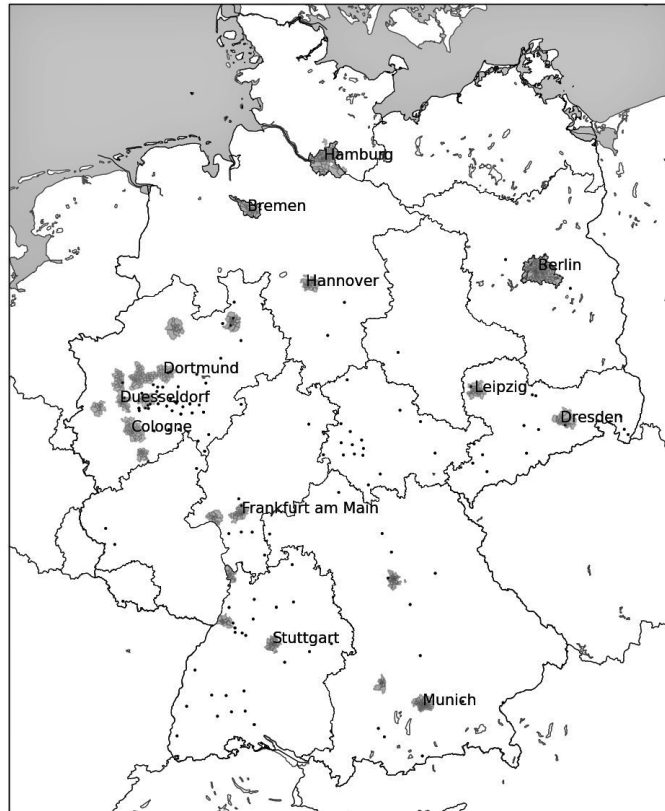 Hamburg
Bremen
Berlin
Hannover
Dortmund
Leipzig
Duesseldorf
Dresden
Cologne
Frankfurt am Main
Stuttgart
Munich